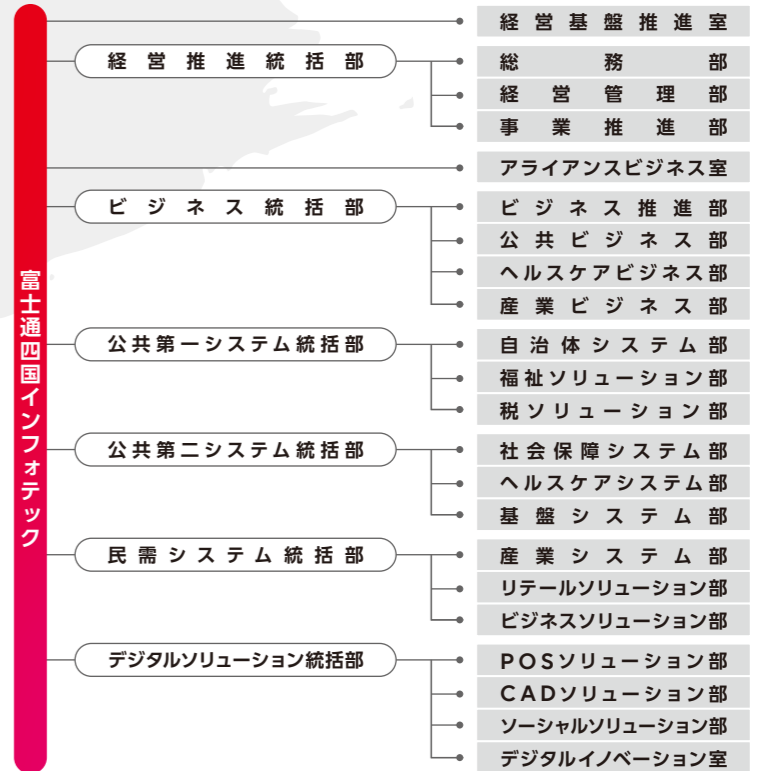 富士通四国インフォテック
経営基盤推進室
経営推進統括部
総務部
経営管理部
事業推進部
アライアンスビジネス室
ビジネス統括部
ビジネス推進部
公共ビジネス部
ヘルスケアビジネス部
産業ビジネス部
公共第一システム統括部
自治体システム部
福祉ソリューション部
税ソリューション部
公共第二システム統括部
社会保障システム部
ヘルスケアシステム部
基盤システム部
民需システム統括部
産業システム部
リテールソリューション部
ビジネスソリューション部
デジタルソリューション統括部
POSソリューション部
CADソリューション部
ソーシャルソリューション部
デジタルイノベーション室